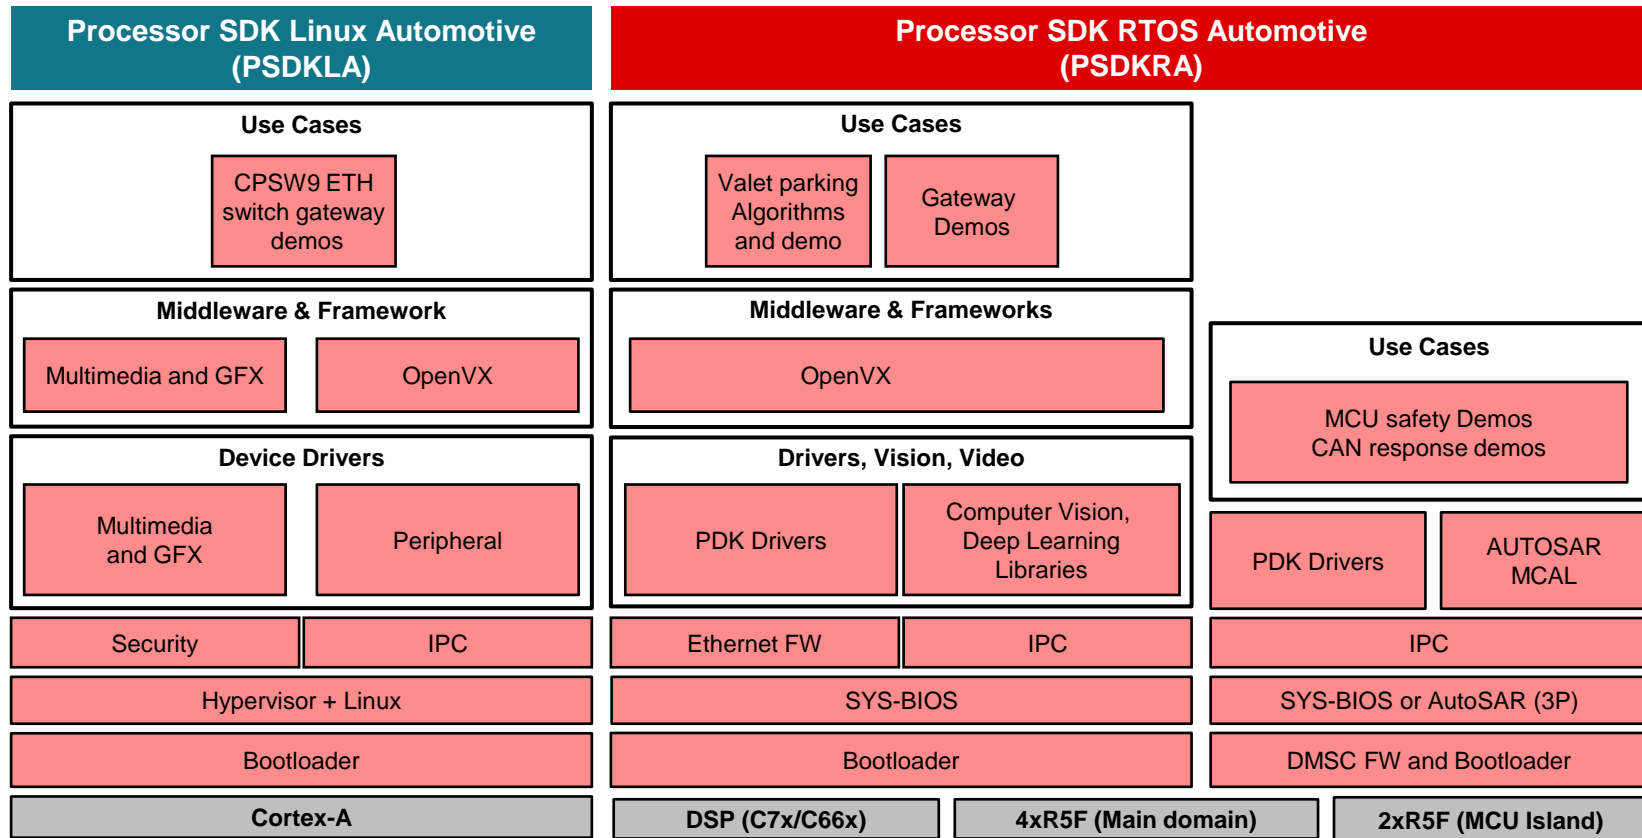 Processor SDK Linux Automotive
(PSDKLA)
Processor SDK RTOS Automotive
(PSDKRA)
Use Cases
CPSW9 ETH
switch gateway
demos
Middleware & Framework
Multimedia and GFX
OpenVX
Device Drivers
Multimedia
and GFX
Peripheral
Security
IPC
Hypervisor + Linux
Bootloader
Cortex-A
Use Cases
Valet parking
Algorithms
and demo
Gateway
Demos
Middleware & Frameworks
OpenVX
Drivers, Vision, Video
PDK Drivers
Computer Vision,
Deep Learning
Libraries
Ethernet FW
IPC
SYS-BIOS
Bootloader
DSP (C7x/C66x)
4xR5F (Main domain)
Use Cases
MCU safety Demos
CAN response demos
PDK Drivers
AUTOSAR
MCAL
IPC
SYS-BIOS or AutoSAR (3P)
DMSC FW and Bootloader
2xR5F (MCU Island)